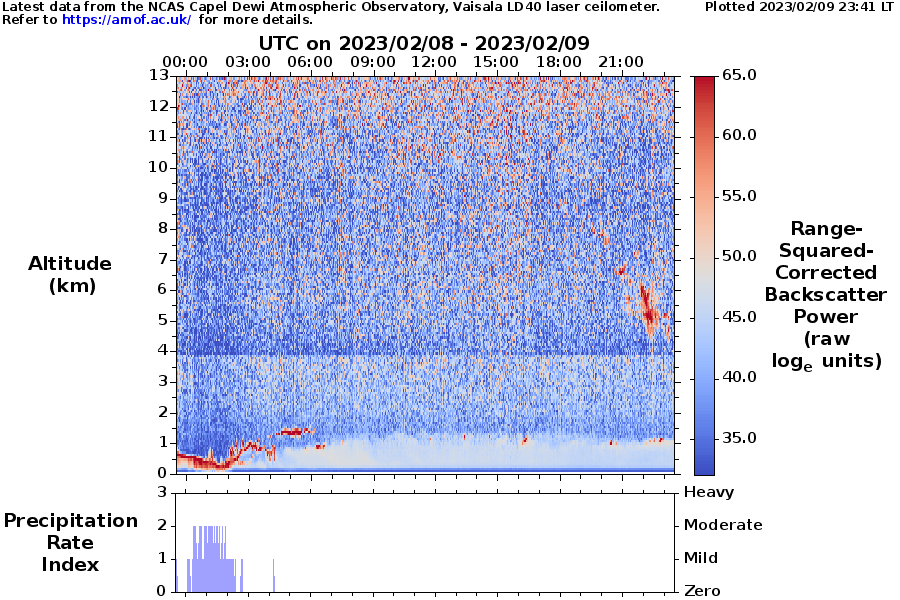 Latest data from the NCAS Capel Dewi Atmospheric Observatory, Vaisala LD40 laser ceilometer.
Plotted 2023/02/09 23:41 LT
Refer to https://amof.ac.uk/ for more details.
UTC on 2023/02/08 - 2023/02/09
00:00 03:00 06:00 09:00 12:00 15:00 18:00 21:00
13
12
11
10
9
8
7
6
5
4
3
2
1
0
Altitude
(km)
65.0
60.0
55.0
50.0
45.0
40.0
35.0
Range-
Squared-
Corrected
Backscatter
Power
(raw
loge units)
Precipitation
Rate
Index
3
2
1
0
Heavy
Moderate
Mild
Zero